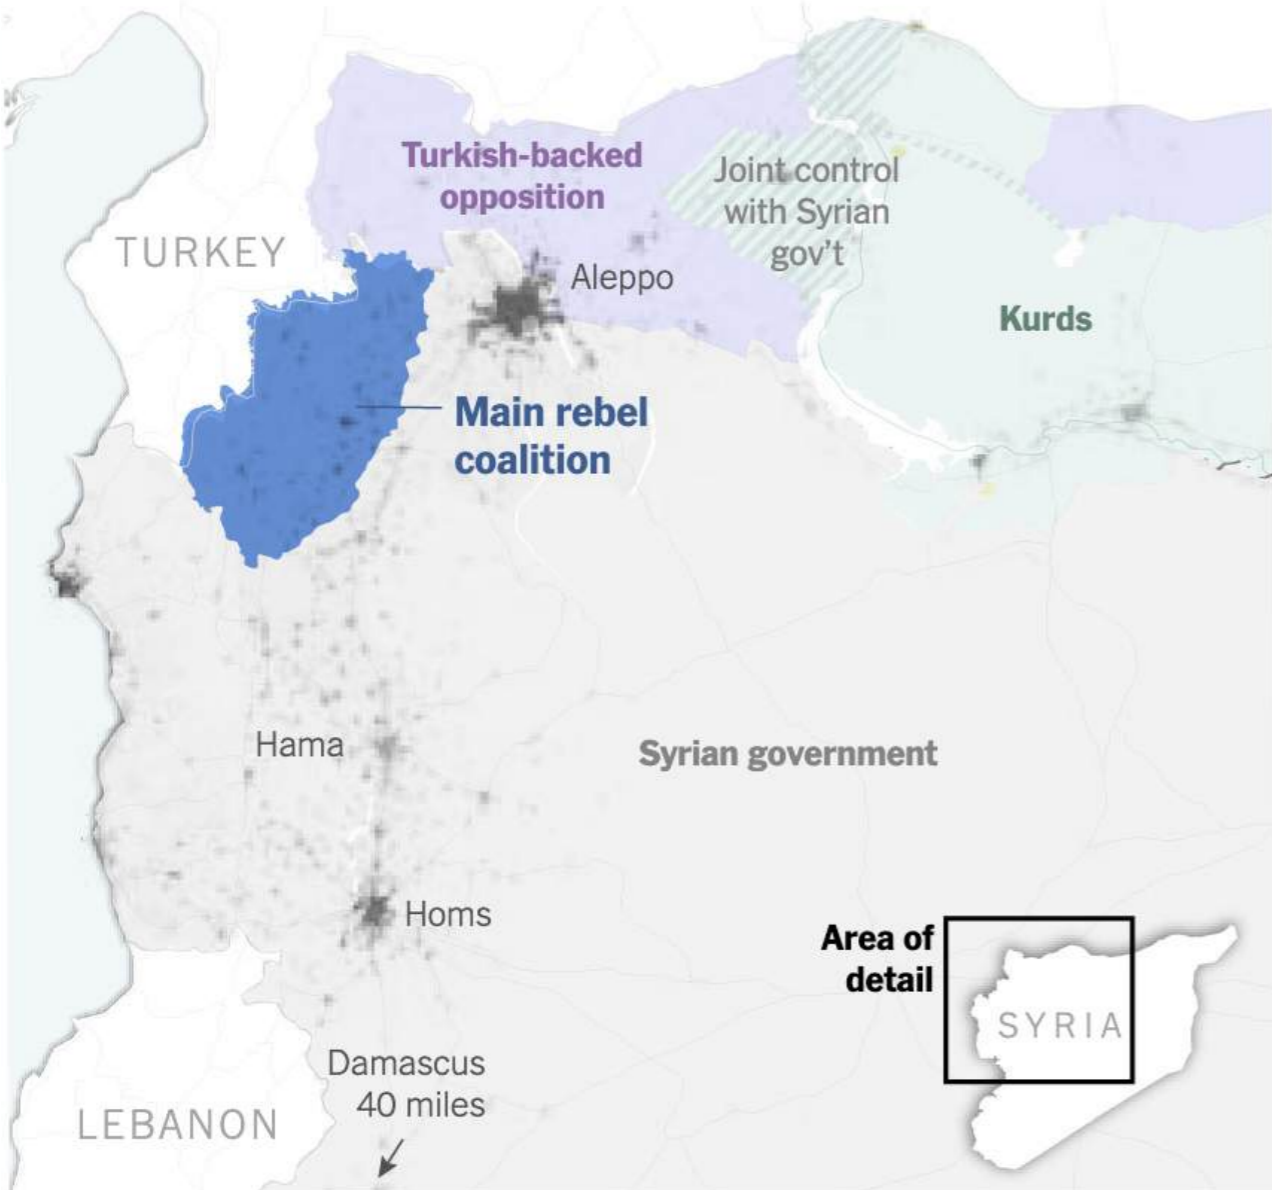 Turkish-backed
opposition
Joint control
with Syrian
gov't
TURKEY
Aleppo
Kurds
Main rebel
coalition
Hama
Syrian government
Homs
Area of
detail
SYRIA
Damascus
40 miles
LEBANON